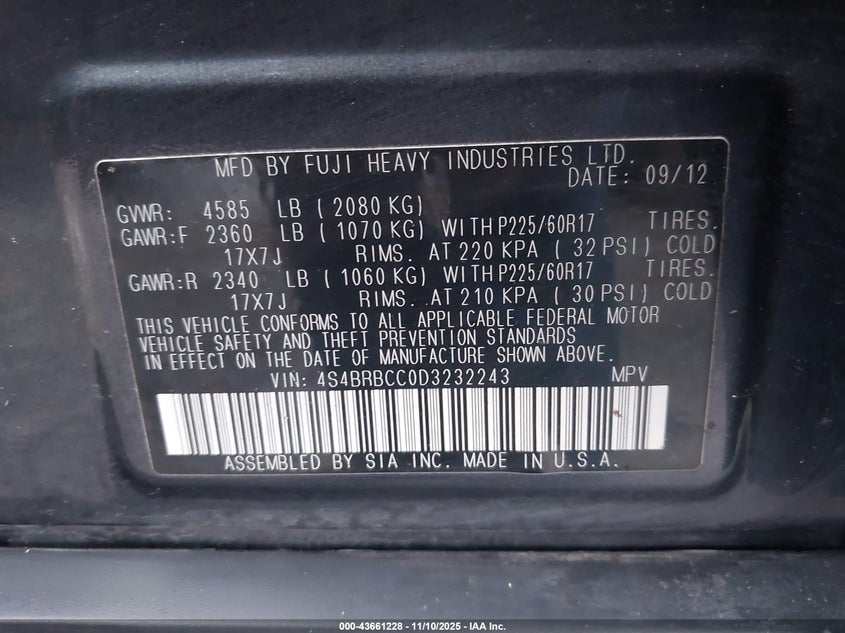 MFD BY FUJI HEAVY INDUSTRIES LTD.
DATE: 09/12
GVWR: 4585 LB ( 2080 KG)
GAWR:F 2360 LB ( 1070 KG) WITH P225/60R17 TIRES.
17X7J RIMS. AT 220 KPA ( 32 PSI) COLD
GAWR:R 2340 LB ( 1060 KG) WITH P225/60R17 TIRES.
17X7J RIMS. AT 210 KPA ( 30 PSI) COLD
THIS VEHICLE CONFORMS TO ALL APPLICABLE FEDERAL MOTOR
VEHICLE SAFETY AND THEFT PREVENTION STANDARDS
IN EFFECT ON THE DATE OF MANUFACTURE SHOWN ABOVE.
VIN: 4S4BRBCC0D3232243 MPV
ASSEMBLED BY SIA INC. MADE IN U.S.A.
000-43661228 - 11/10/2025 - IAA Inc.